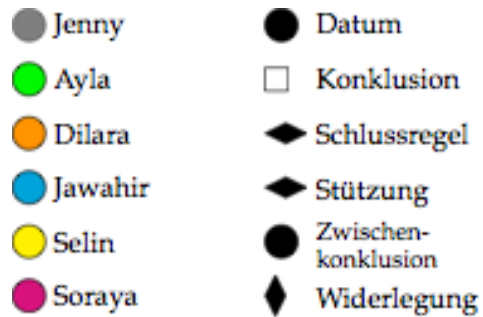 Jenny
Ayla
Dilara
Jawahir
Selin
Soraya
Datum
Konklusion
Schlussregel
Stützung
Zwischen-
konklusion
Widerlegung